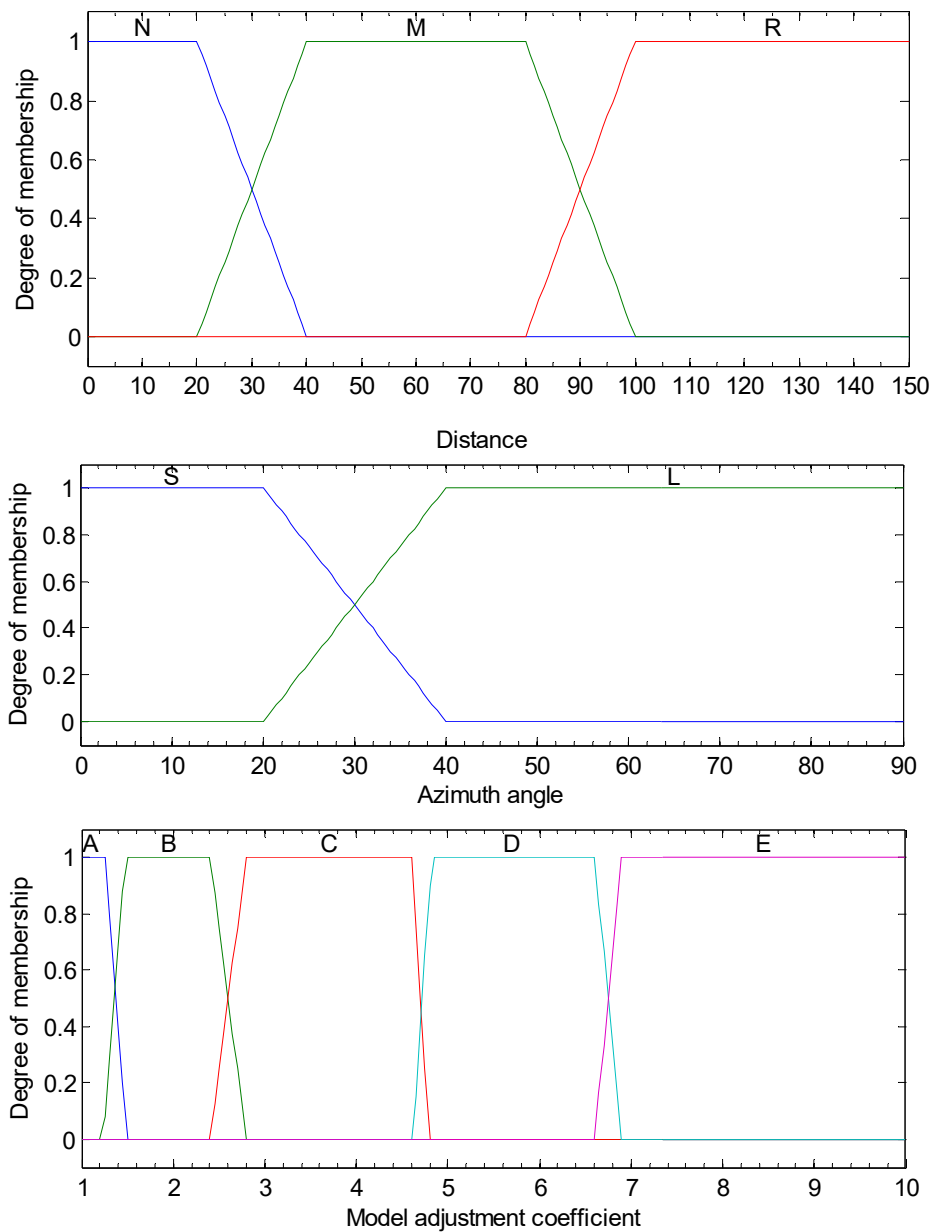 N M R
1
0.8
0.6
0.4
0.2
0
Degree of membership
0 10 20 30 40 50 60 70 80 90 100 110 120 130 140 150
Distance
S L
1
0.8
0.6
0.4
0.2
0
Degree of membership
0 20 30 40 50 60 70 80 90
Azimuth angle
A B C D E
1
0.8
0.6
0.4
0.2
0
Degree of membership
1 2 3 4 5 6 7 8 9 10
Model adjustment coefficient